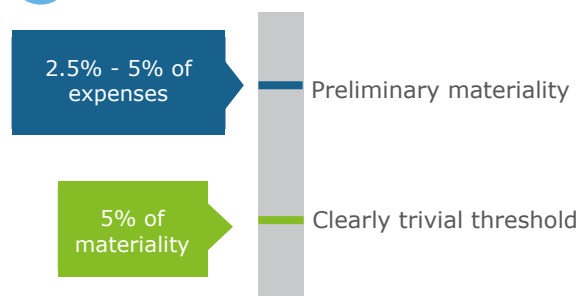 2.5% - 5% of
expenses
Preliminary materiality
5% of
materiality
Clearly trivial threshold